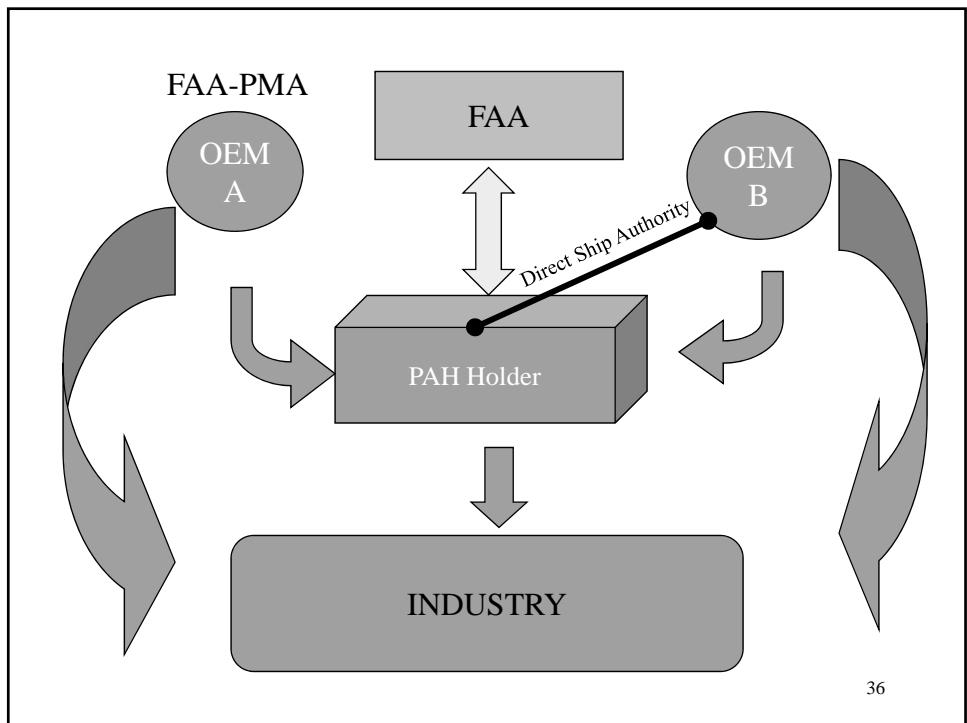 FAA-PMA
OEM
A
FAA
OEM
B
Direct Ship Authority
PAH Holder
INDUSTRY
36